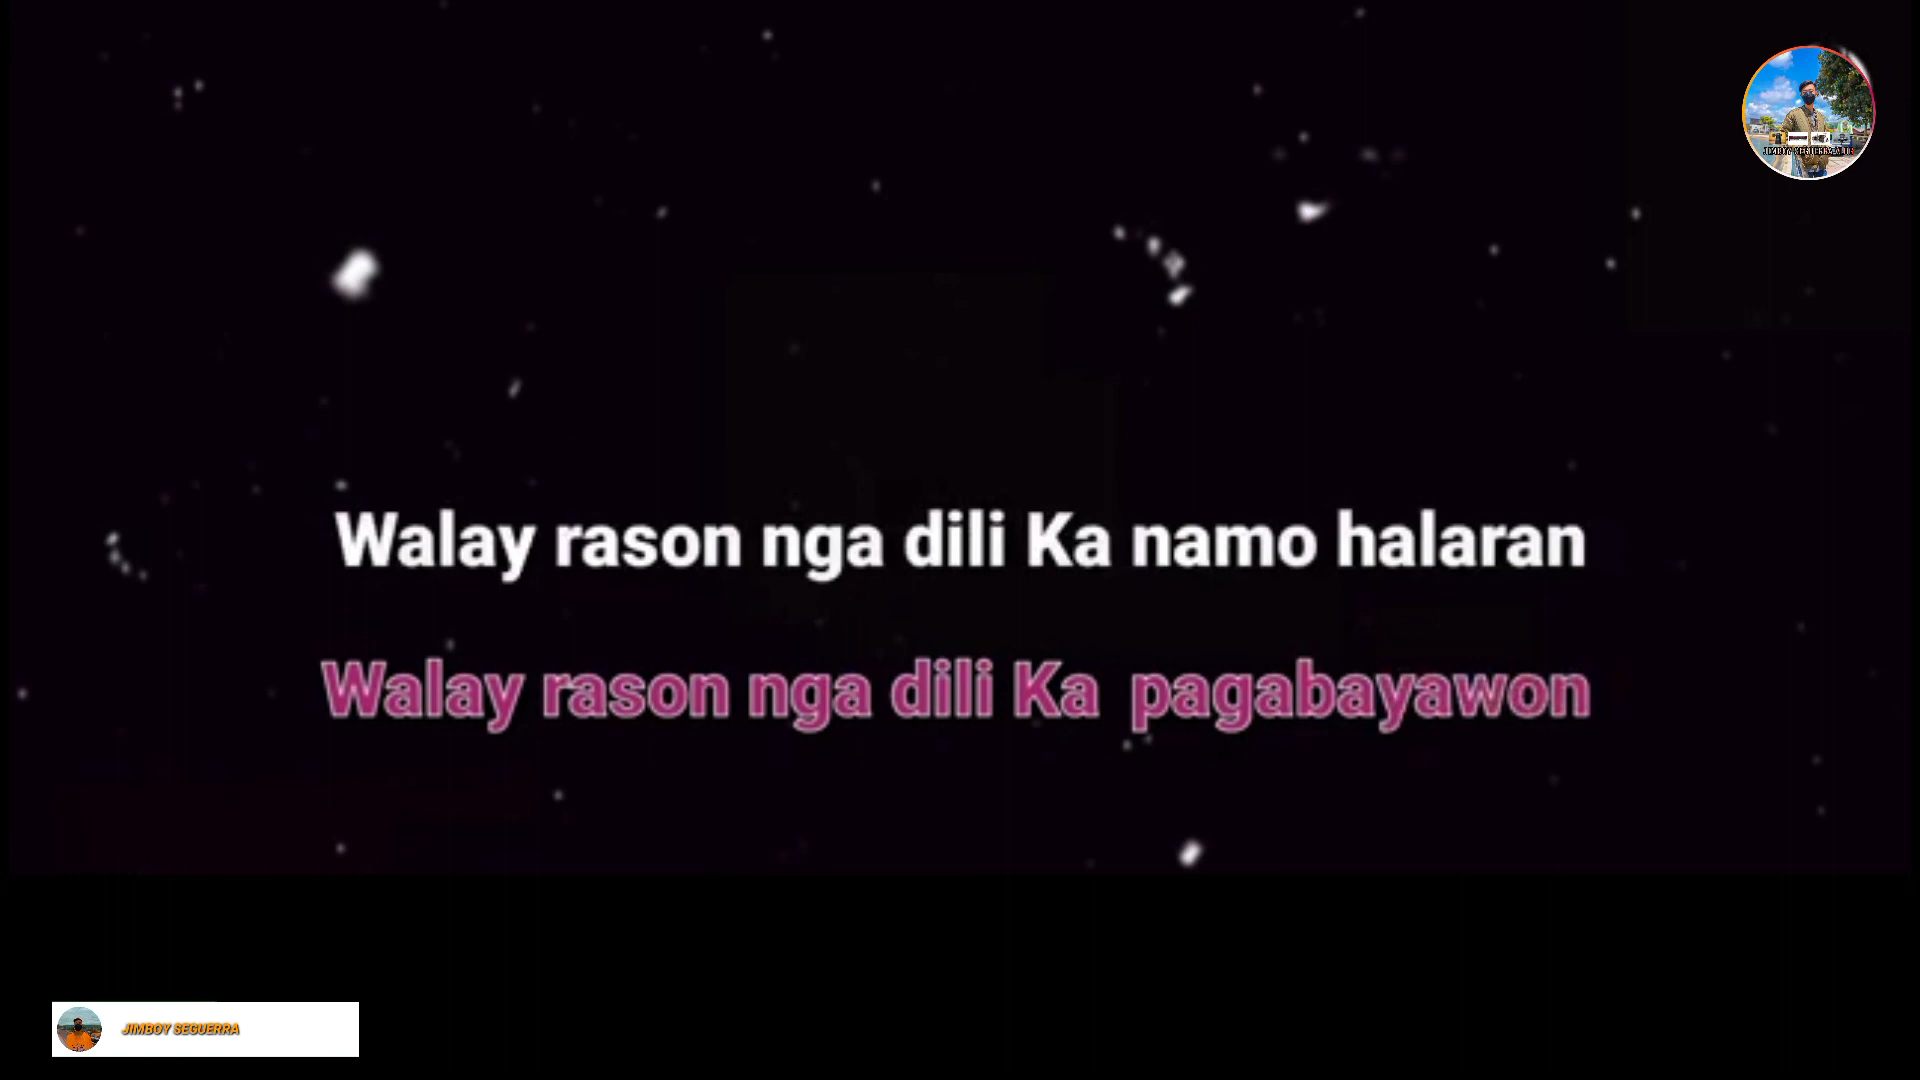 Walay rason nga dili Ka namo halaran
Walay rason nga dili Ka pagabayawon
JIMBOY SEGUERRA